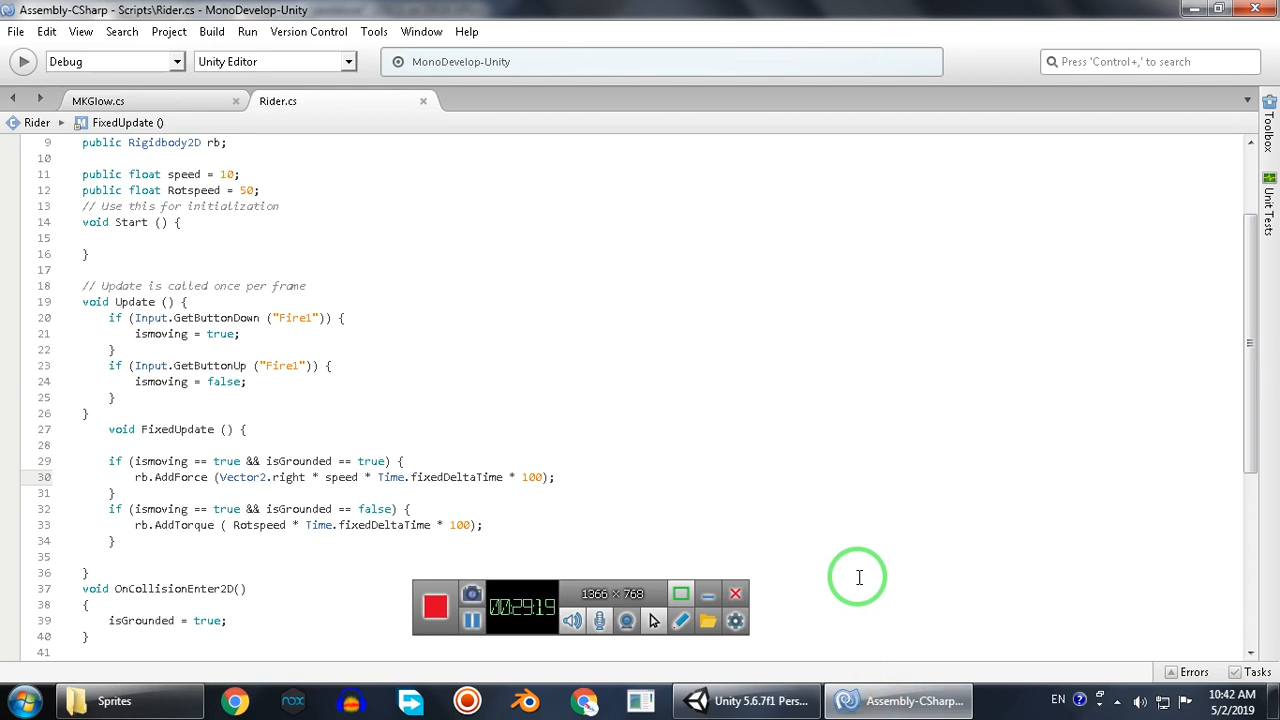 Assembly-CSharp - Scripts\Rider.cs - MonoDevelop-Unity
File Edit View Search Project Build Run Version Control Tools Window Help
Debug Unity Editor MonoDevelop-Unity Press 'Control+,' to search
MKGlow.cs Rider.cs
Rider FixedUpdate ()
9 public Rigidbody2D rb;
10
11 public float speed = 10;
12 public float Rotspeed = 50;
13 // Use this for initialization
14 void Start () {
15
16 }
17
18 // Update is called once per frame
19 void Update () {
20 if (Input.GetButtonDown ("Fire1")) {
21 ismoving = true;
22 }
23 if (Input.GetButtonUp ("Fire1")) {
24 ismoving = false;
25 }
26 }
27 void FixedUpdate () {
28
29 if (ismoving == true && isGrounded == true) {
30 rb.AddForce (Vector2.right * speed * Time.fixedDeltaTime * 100);
31 }
32 if (ismoving == true && isGrounded == false) {
33 rb.AddTorque ( Rotspeed * Time.fixedDeltaTime * 100);
34 }
35
36 }
37 void OnCollisionEnter2D()
38 {
39 isGrounded = true;
40 }
41
Toolbox
Unit Tests
1366 × 768
00:29:19
Errors Tasks
Sprites Unity 5.6.7f1 Pers... Assembly-CSharp... EN 10:42 AM
5/2/2019